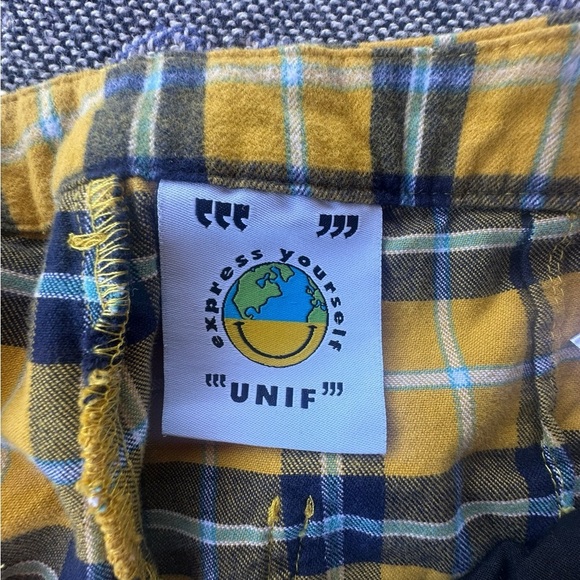 ““‘ ’””
express yourself
““‘UNIF’””